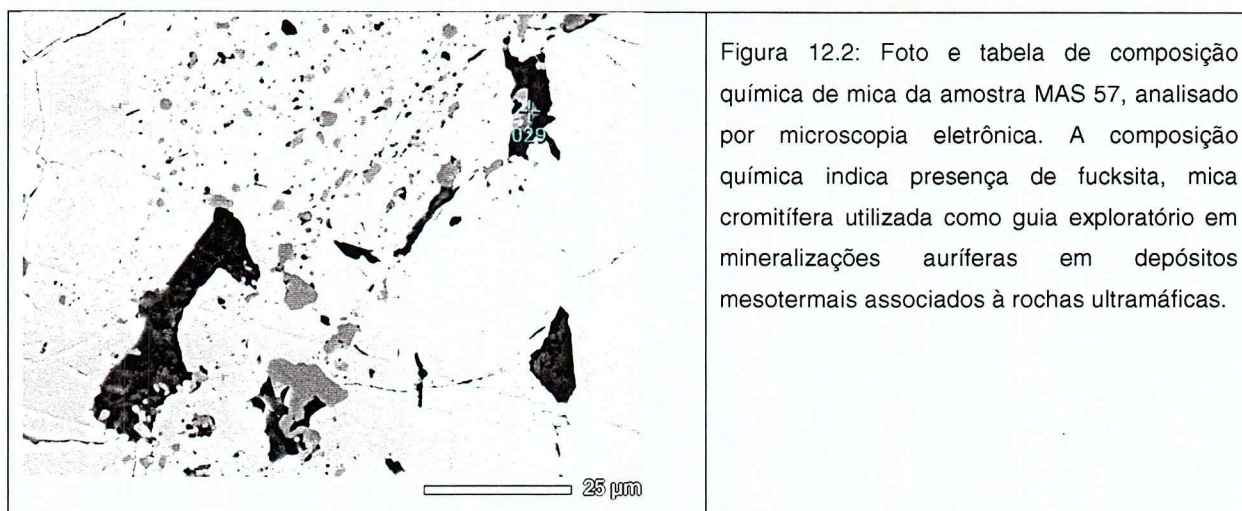 029
25 µm
Figura 12.2: Foto e tabela de composição
química de mica da amostra MAS 57, analisado
por microscopia eletrônica. A composição
química indica presença de fucksita, mica
cromitífera utilizada como guia exploratório em
mineralizações auríferas em depósitos
mesotermais associados à rochas ultramáficas.